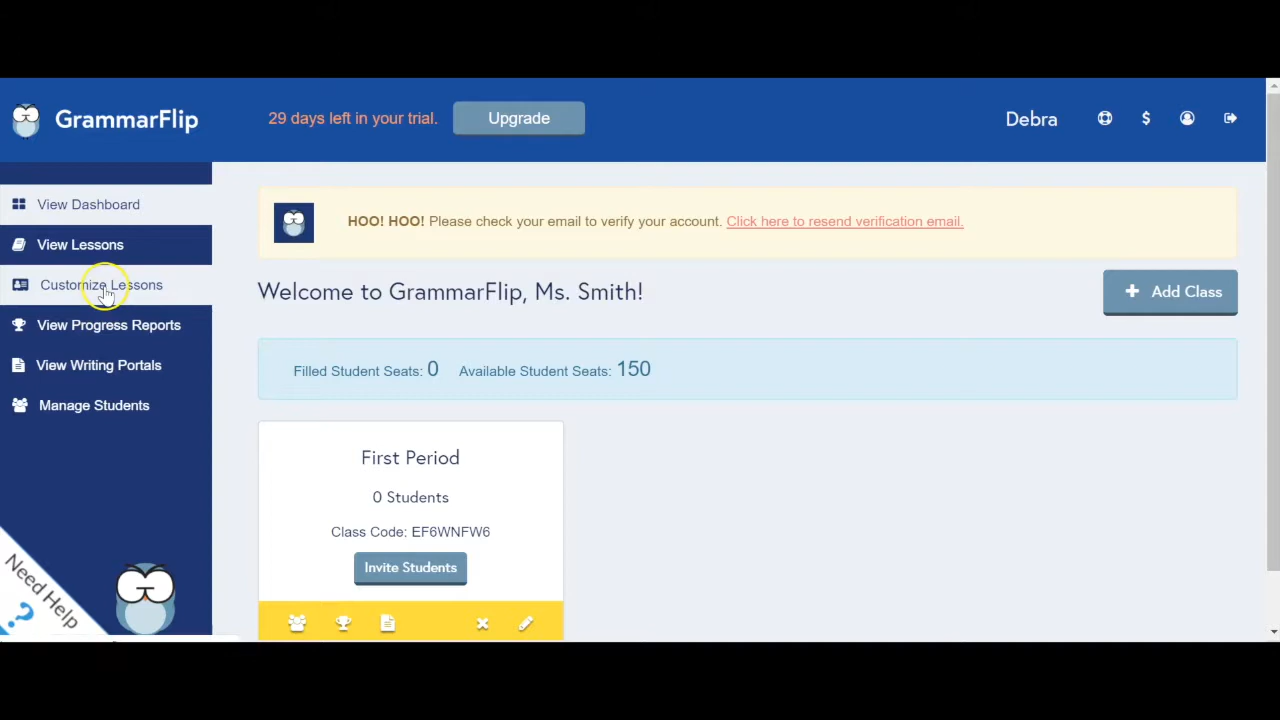 GrammarFlip
29 days left in your trial.
Upgrade
Debra
$
View Dashboard
View Lessons
Customize Lessons
View Progress Reports
View Writing Portals
Manage Students
Need Help
?
HOO! HOO! Please check your email to verify your account. Click here to resend verification email.
Welcome to GrammarFlip, Ms. Smith!
+ Add Class
Filled Student Seats: 0 Available Student Seats: 150
First Period
0 Students
Class Code: EF6WNFW6
Invite Students